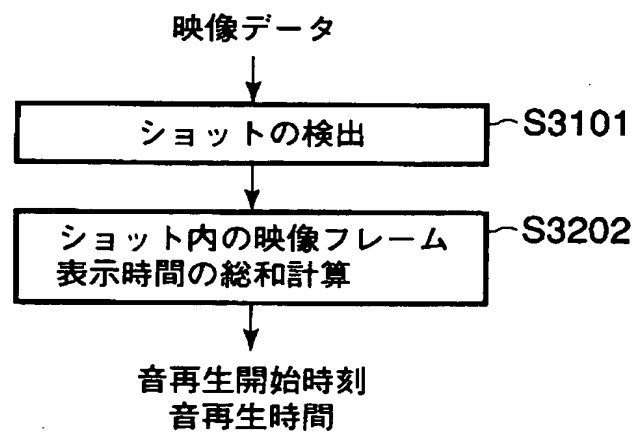 映像データ
ショットの検出
S3101
ショット内の映像フレーム
表示時間の総和計算
S3202
音再生開始時刻
音再生時間